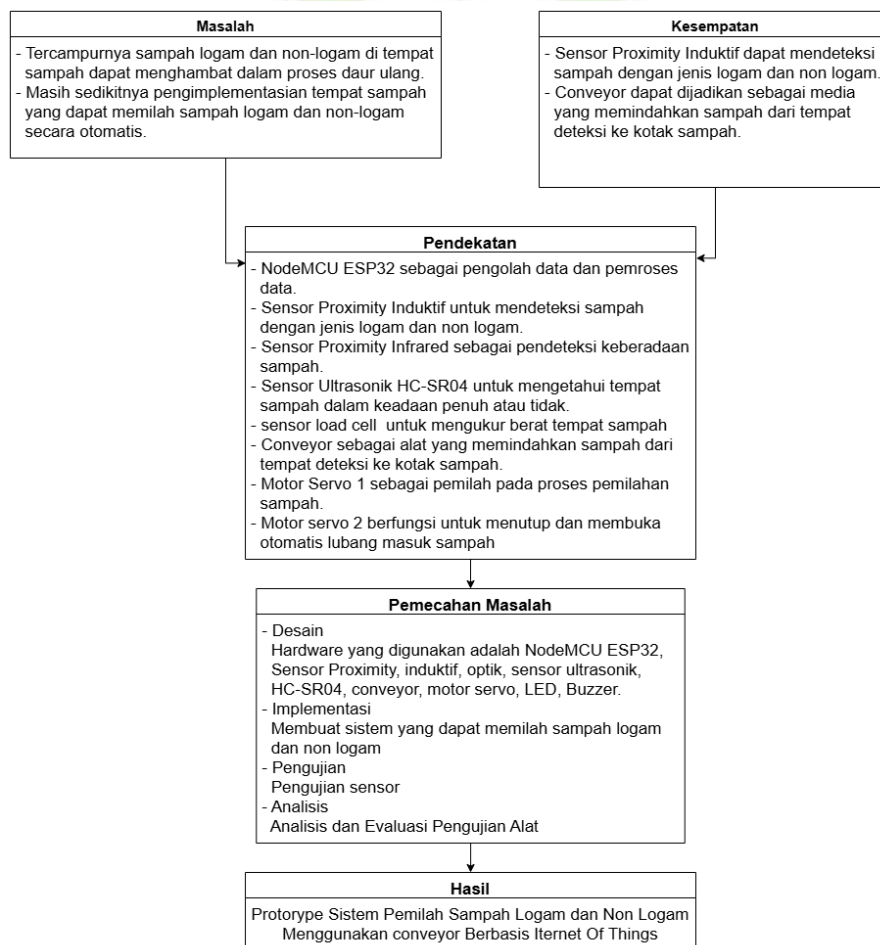 Masalah
- Tercampurnya sampah logam dan non-logam di tempat
sampah dapat menghambat dalam proses daur ulang.
- Masih sedikitnya pengimplementasian tempat sampah
yang dapat memilah sampah logam dan non-logam
secara otomatis.
Kesempatan
- Sensor Proximity Induktif dapat mendeteksi
sampah dengan jenis logam dan non logam.
- Conveyor dapat dijadikan sebagai media
yang memindahkan sampah dari tempat
deteksi ke kotak sampah.
Pendekatan
- NodeMCU ESP32 sebagai pengolah data dan pemroses
data.
- Sensor Proximity Induktif untuk mendeteksi sampah
dengan jenis logam dan non logam.
- Sensor Proximity Infrared sebagai pendeteksi keberadaan
sampah.
- Sensor Ultrasonik HC-SR04 untuk mengetahui tempat
sampah dalam keadaan penuh atau tidak.
- sensor load cell untuk mengukur berat tempat sampah
- Conveyor sebagai alat yang memindahkan sampah dari
tempat deteksi ke kotak sampah.
- Motor Servo 1 sebagai pemilah pada proses pemilahan
sampah.
- Motor servo 2 berfungsi untuk menutup dan membuka
otomatis lubang masuk sampah
Pemecahan Masalah
- Desain
Hardware yang digunakan adalah NodeMCU ESP32,
Sensor Proximity, induktif, optik, sensor ultrasonik,
HC-SR04, conveyor, motor servo, LED, Buzzer.
- Implementasi
Membuat sistem yang dapat memilah sampah logam
dan non logam
- Pengujian
Pengujian sensor
- Analisis
Analisis dan Evaluasi Pengujian Alat
Hasil
Protorype Sistem Pemilah Sampah Logam dan Non Logam
Menggunakan conveyor Berbasis Iternet Of Things